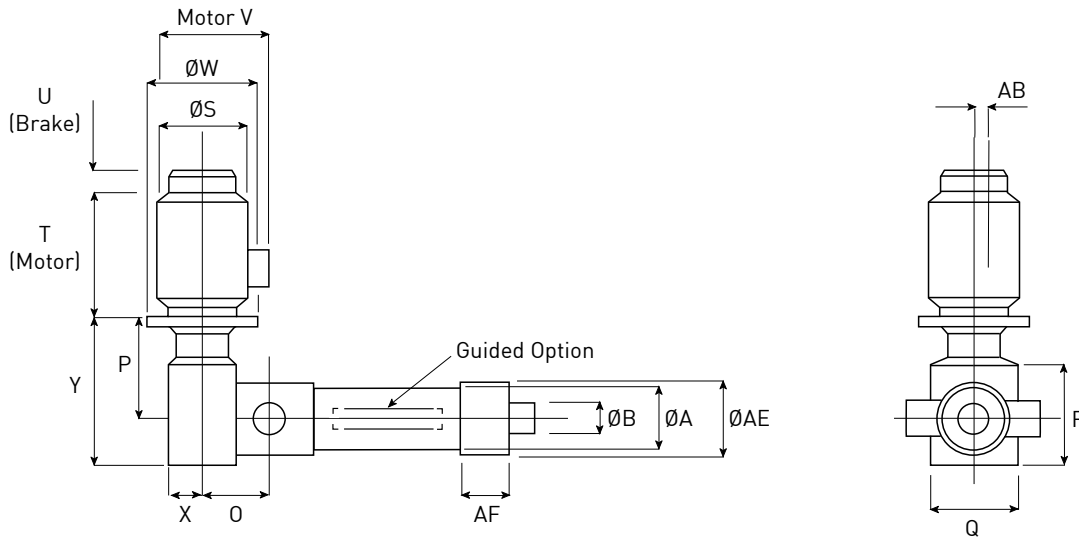 Motor V
ØW
U
(Brake)
ØS
AB
T
(Motor)
Guided Option
P
Y
ØB
ØA
ØAE
X
O
AF
Q